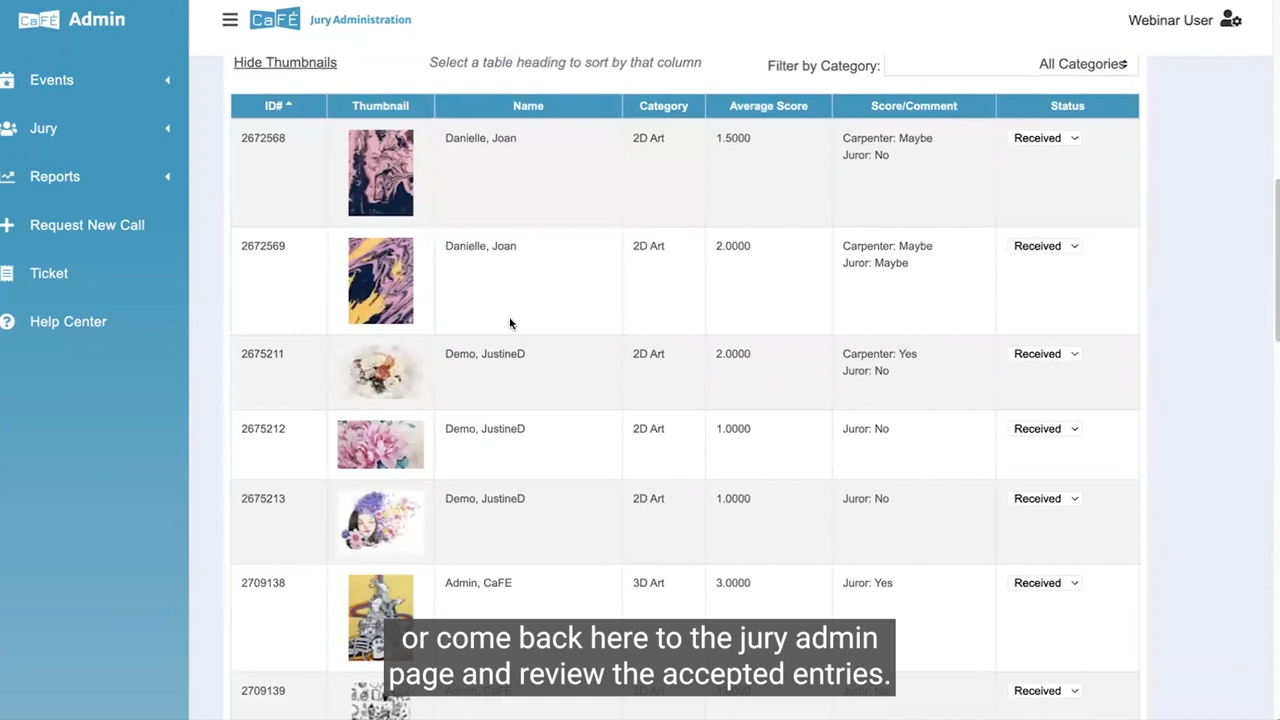 CaFÉ Admin
CaFÉ Jury Administration
Webinar User
Events
Jury
Reports
Request New Call
Ticket
Help Center
Hide Thumbnails
Select a table heading to sort by that column
Filter by Category: All Categories
ID# Thumbnail Name Category Average Score Score/Comment Status
2672568 Danielle, Joan 2D Art 1.5000 Carpenter: Maybe Received
Juror: No
2672569 Danielle, Joan 2D Art 2.0000 Carpenter: Maybe Received
Juror: Maybe
2675211 Demo, JustineD 2D Art 2.0000 Carpenter: Yes Received
Juror: No
2675212 Demo, JustineD 2D Art 1.0000 Juror: No Received
2675213 Demo, JustineD 2D Art 1.0000 Juror: No Received
2709138 Admin, CaFE 3D Art 3.0000 Juror: Yes Received
or come back here to the jury admin
page and review the accepted entries.
2709139 Admin, CaFE Received